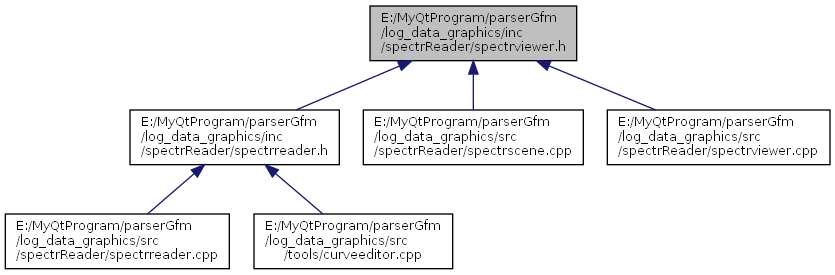 E:/MyQtProgram/parserGfm
/log_data_graphics/inc
/spectrReader/spectrviewer.h
E:/MyQtProgram/parserGfm
/log_data_graphics/inc
/spectrReader/spectrreader.h
E:/MyQtProgram/parserGfm
/log_data_graphics/src
/spectrReader/spectrscene.cpp
E:/MyQtProgram/parserGfm
/log_data_graphics/src
/spectrReader/spectrviewer.cpp
E:/MyQtProgram/parserGfm
/log_data_graphics/src
/spectrReader/spectrreader.cpp
E:/MyQtProgram/parserGfm
/log_data_graphics/src
/tools/curveeditor.cpp